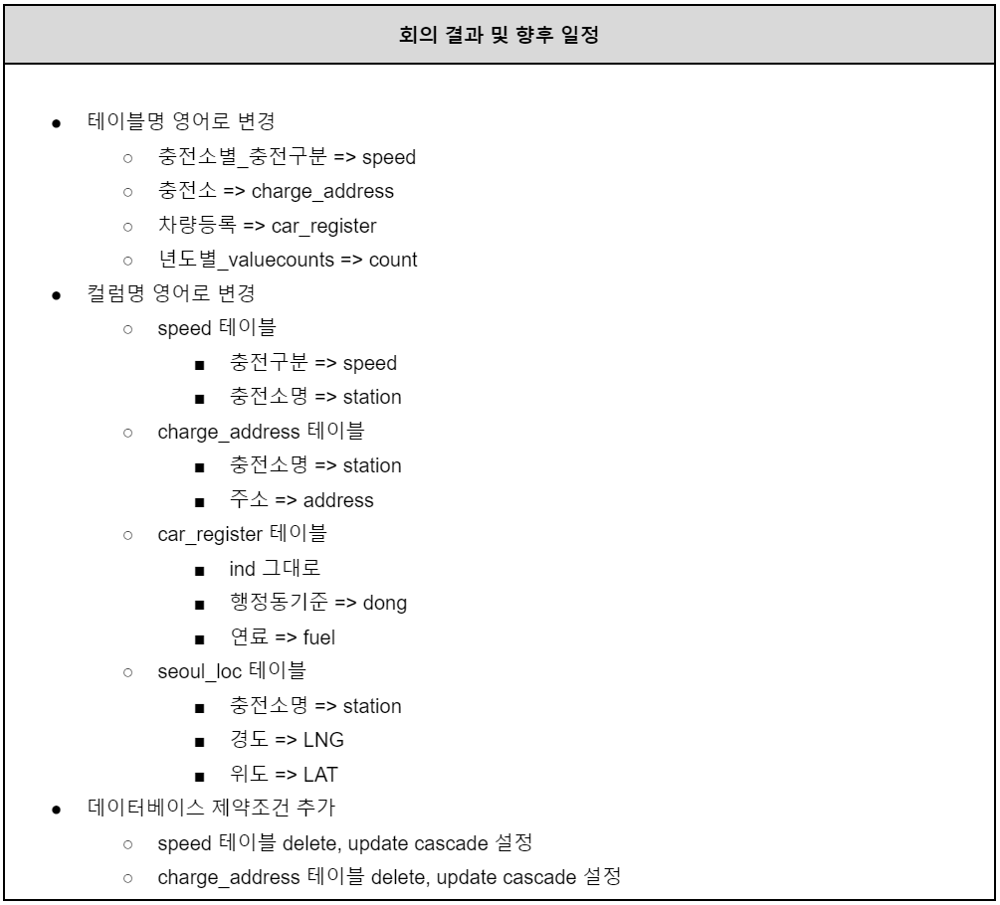 회의 결과 및 향후 일정
● 테이블명 영어로 변경
○ 충전소별_충전구분 => speed
○ 충전소 => charge_address
○ 차량등록 => car_register
○ 년도별_valuecounts => count
● 컬럼명 영어로 변경
○ speed 테이블
■ 충전구분 => speed
■ 충전소명 => station
○ charge_address 테이블
■ 충전소명 => station
■ 주소 => address
○ car_register 테이블
■ ind 그대로
■ 행정동기준 => dong
■ 연료 => fuel
○ seoul_loc 테이블
■ 충전소명 => station
■ 경도 => LNG
■ 위도 => LAT
● 데이터베이스 제약조건 추가
○ speed 테이블 delete, update cascade 설정
○ charge_address 테이블 delete, update cascade 설정